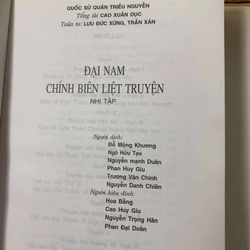 QUỐC SỬ QUÁN TRIỀU NGUYỄN
Tổng tài CAO XUÂN DỤC
Toản tu: LƯU ĐỨC XỨNG, TRẦN XÁN
ĐẠI NAM
CHÍNH BIÊN LIỆT TRUYỆN
NHỊ TẬP
Người dịch:
Đỗ Mộng Khương
Ngô Hữu Tạo
Nguyễn mạnh Duân
Phan Huy Giu
Trương Văn Chinh
Nguyễn Danh Chiên
Người hiệu đính:
Hoa Bằng
Cao Huy Giu
Nguyễn Trọng Hân
Phan Đại Doãn